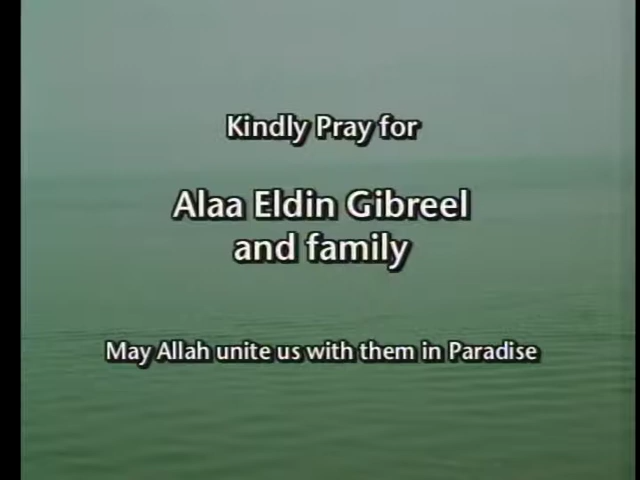 Kindly Pray for
Alaa Eldin Gibreel
and family
May Allah unite us with them in Paradise